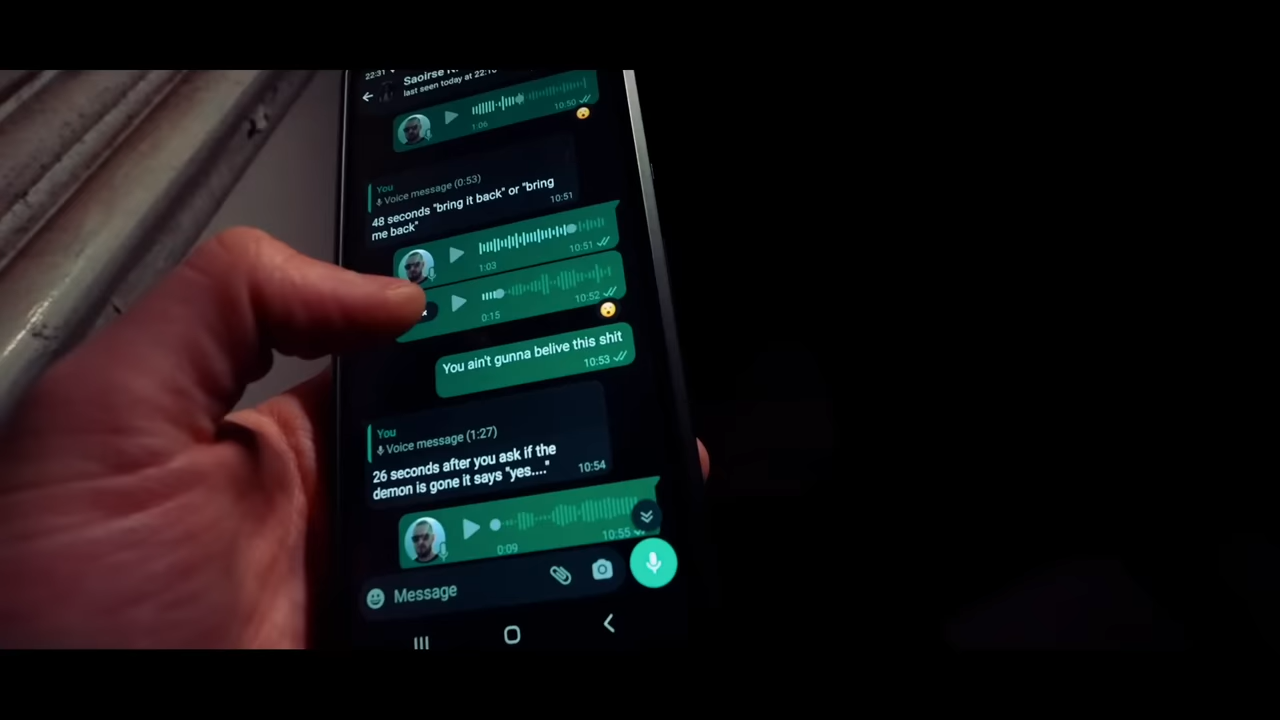 22:31
Saoirse
last seen today at 22:1
10:50
1:06
You
Voice message (0:53)
48 seconds "bring it back" or "bring
me back"
10:51
10:51
1:03
10:52
0:15
You ain't gunna belive this shit
10:53
You
Voice message (1:27)
26 seconds after you ask if the
demon is gone it says "yes...."
10:54
10:55
0:09
Message